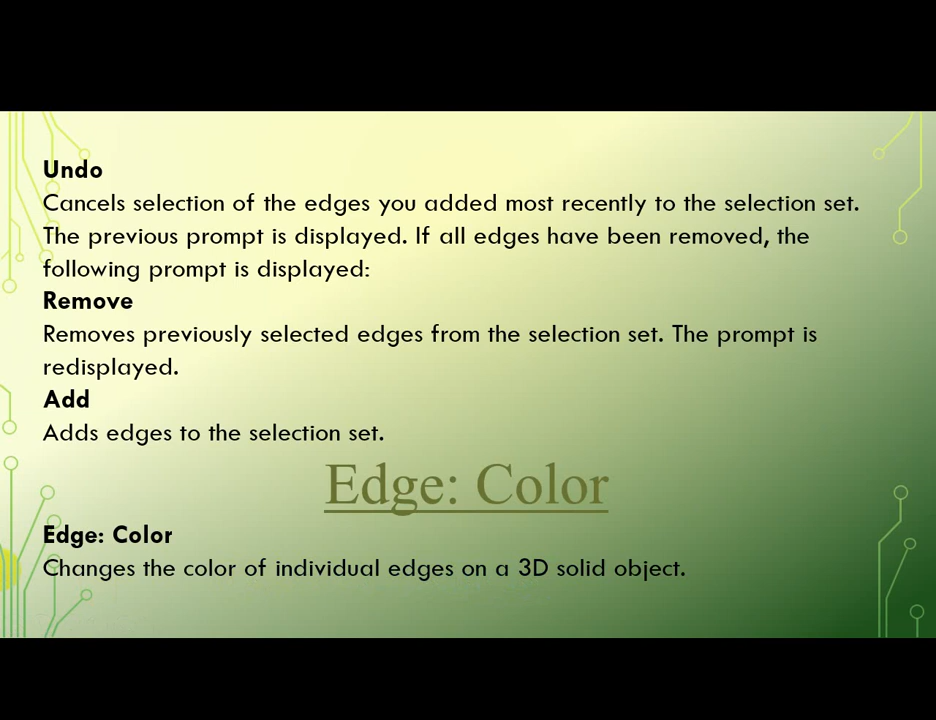 Undo
Cancels selection of the edges you added most recently to the selection set.
The previous prompt is displayed. If all edges have been removed, the
following prompt is displayed:
Remove
Removes previously selected edges from the selection set. The prompt is
redisplayed.
Add
Adds edges to the selection set.
Edge: Color
Edge: Color
Changes the color of individual edges on a 3D solid object.